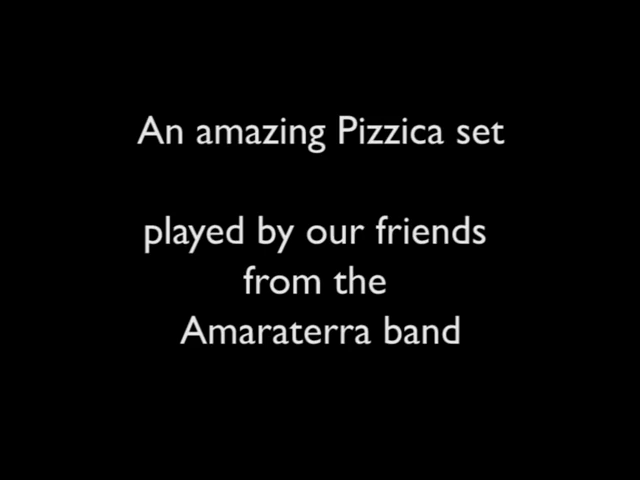 An amazing Pizzica set
played by our friends
from the
Amaraterra band